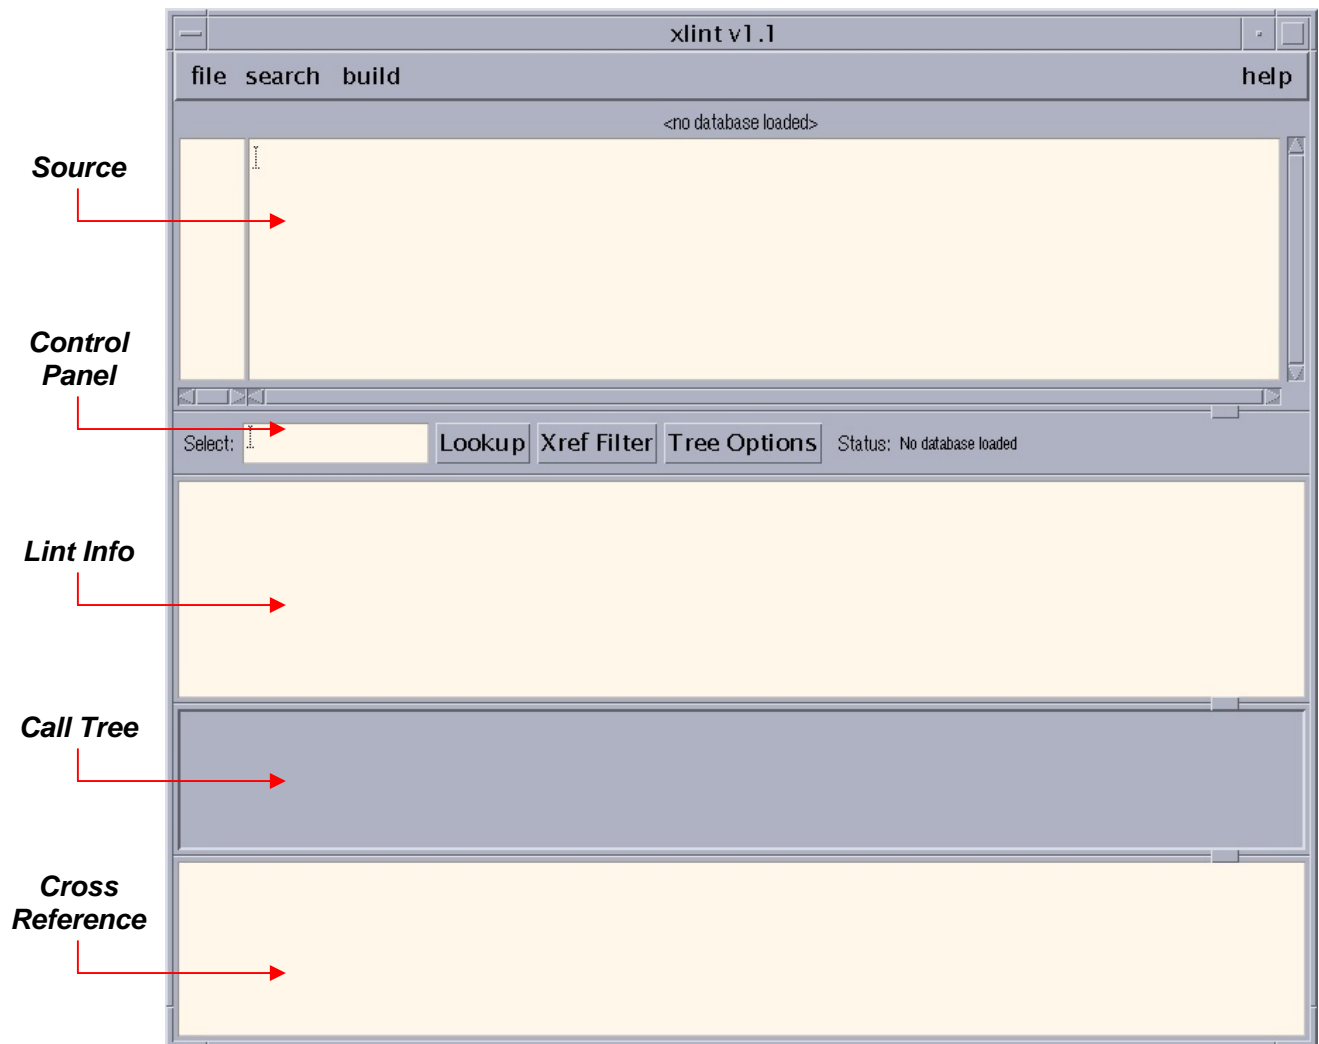 xlint v1.1
file search build help
<no database loaded>
Source
Control
Panel
Select: Lookup Xref Filter Tree Options Status: No database loaded
Lint Info
Call Tree
Cross
Reference